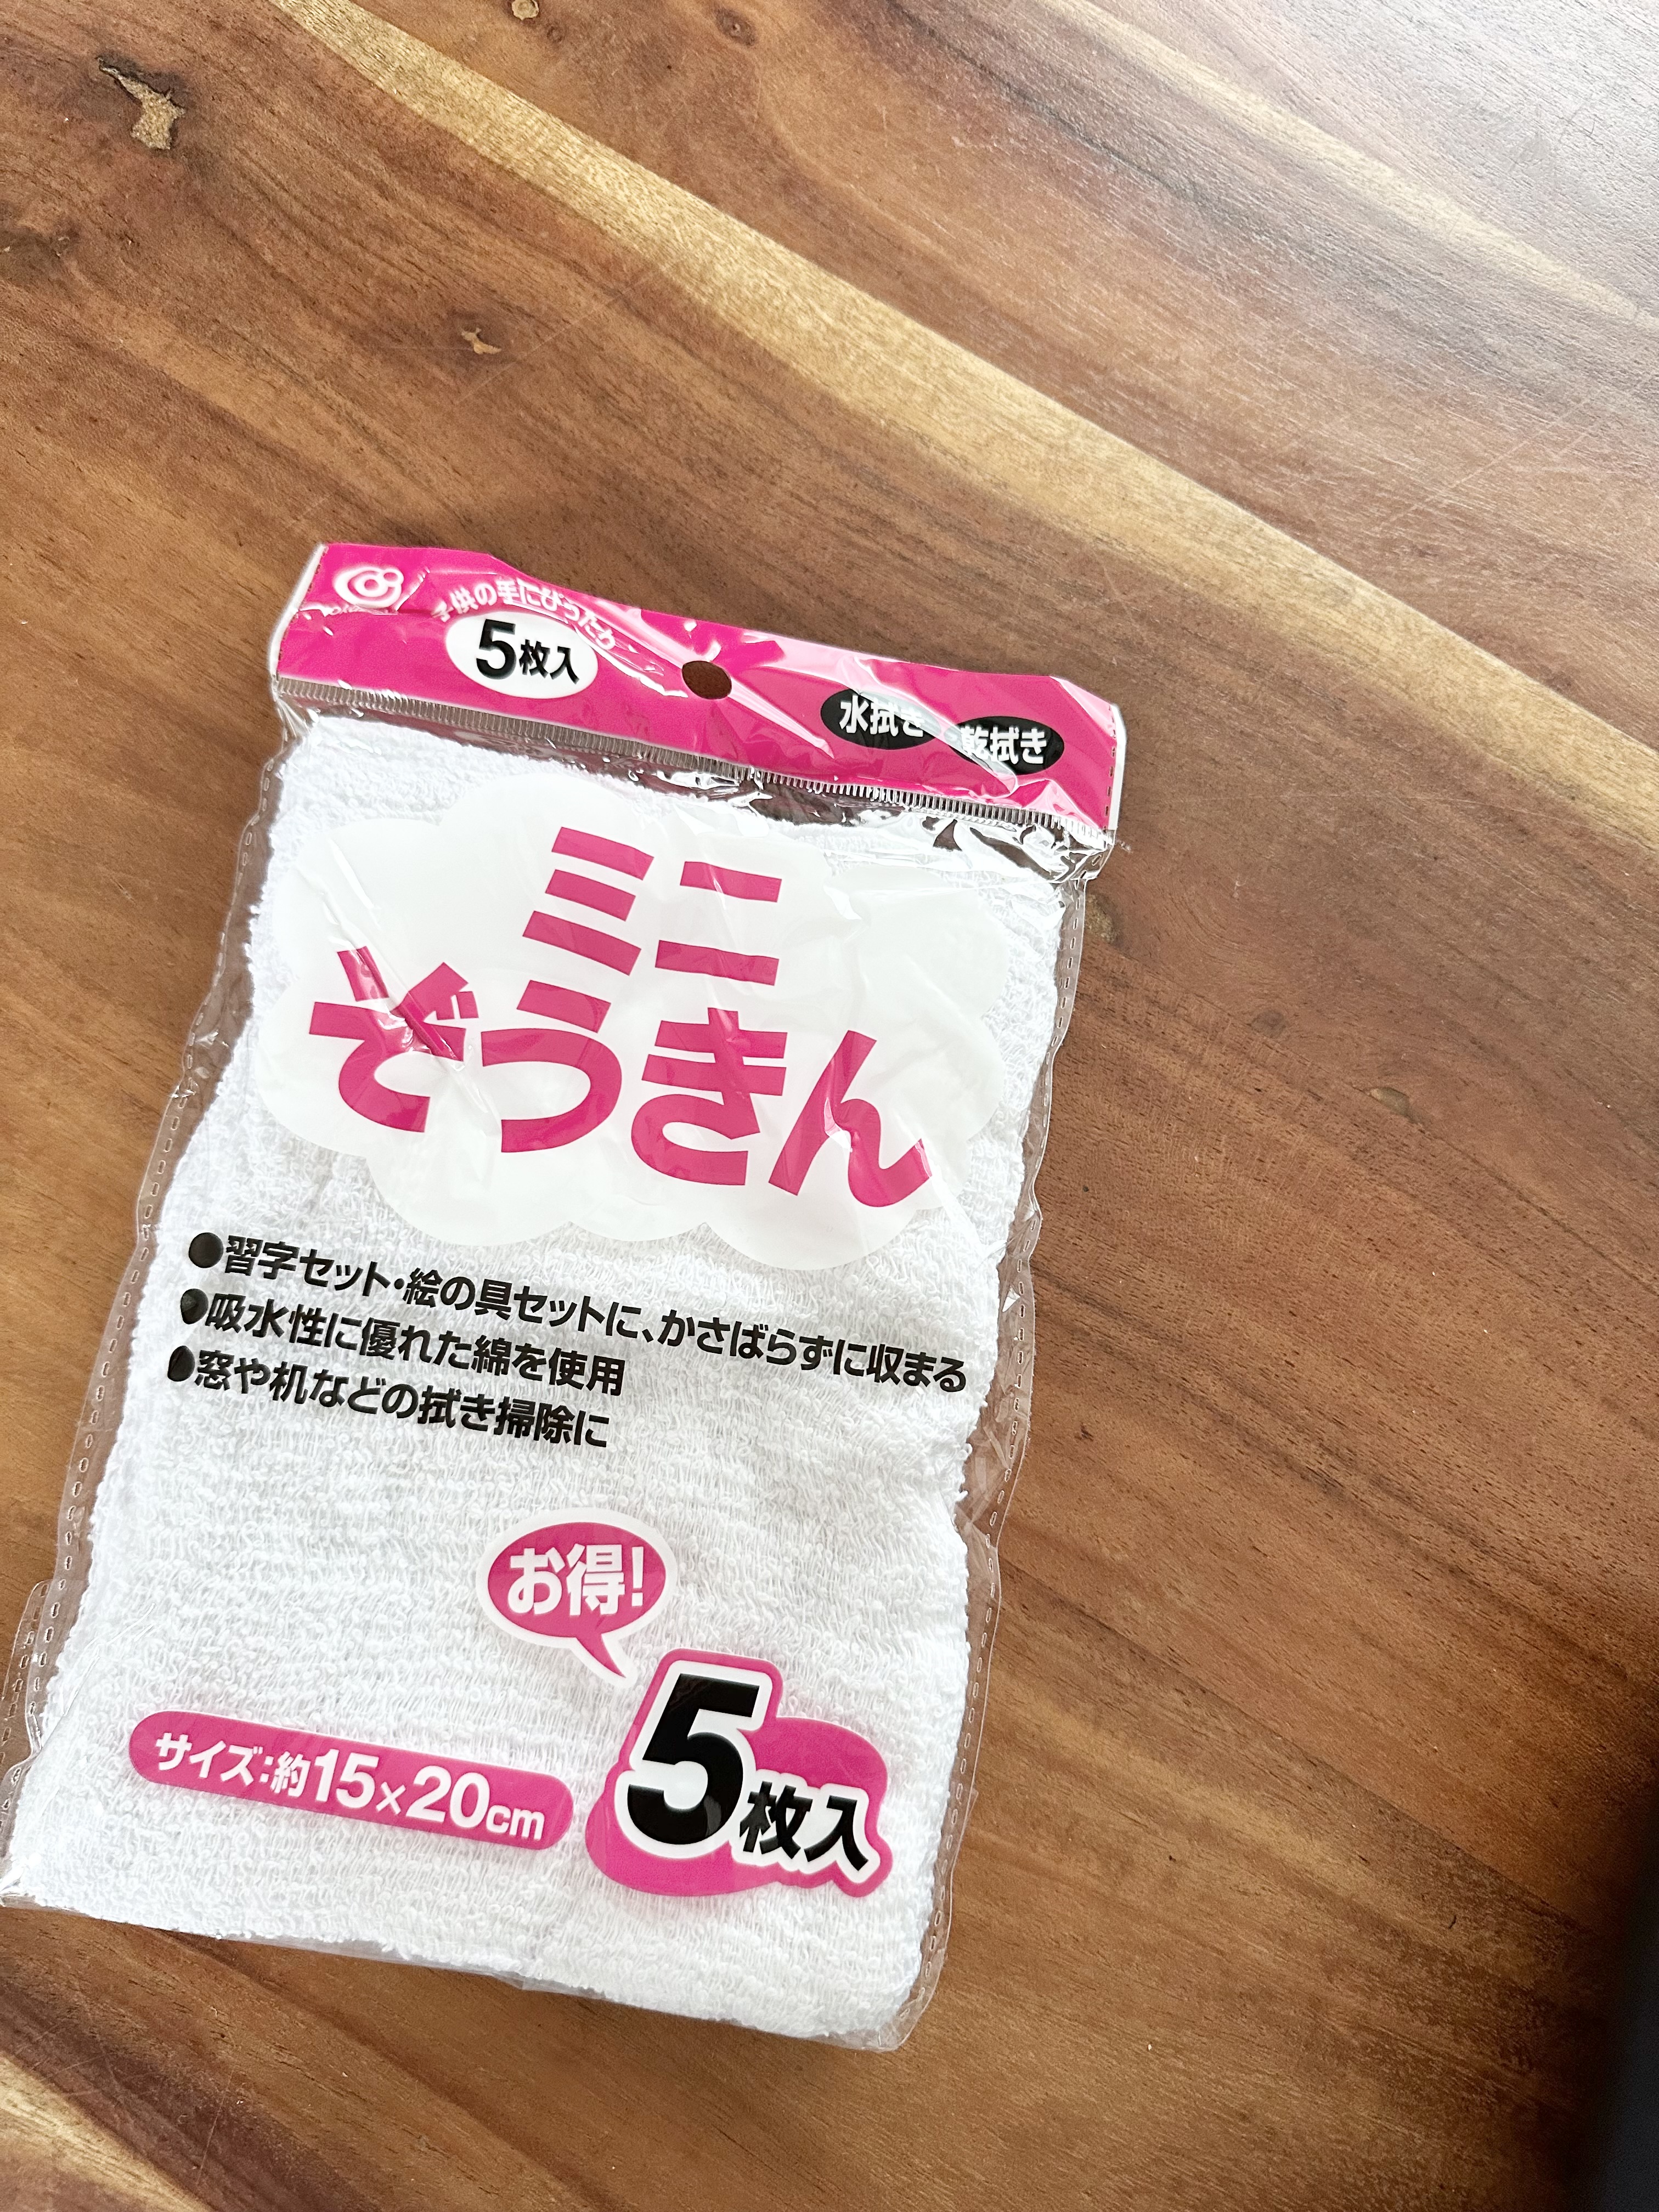 子供の手にぴったり
5枚入
水拭き
乾拭き
ミニ
ぞうきん
●習字セット・絵の具セットに、かさばらずに収まる
●吸水性に優れた綿を使用
●窓や机などの拭き掃除に
お得!
5枚入
サイズ:約15×20cm